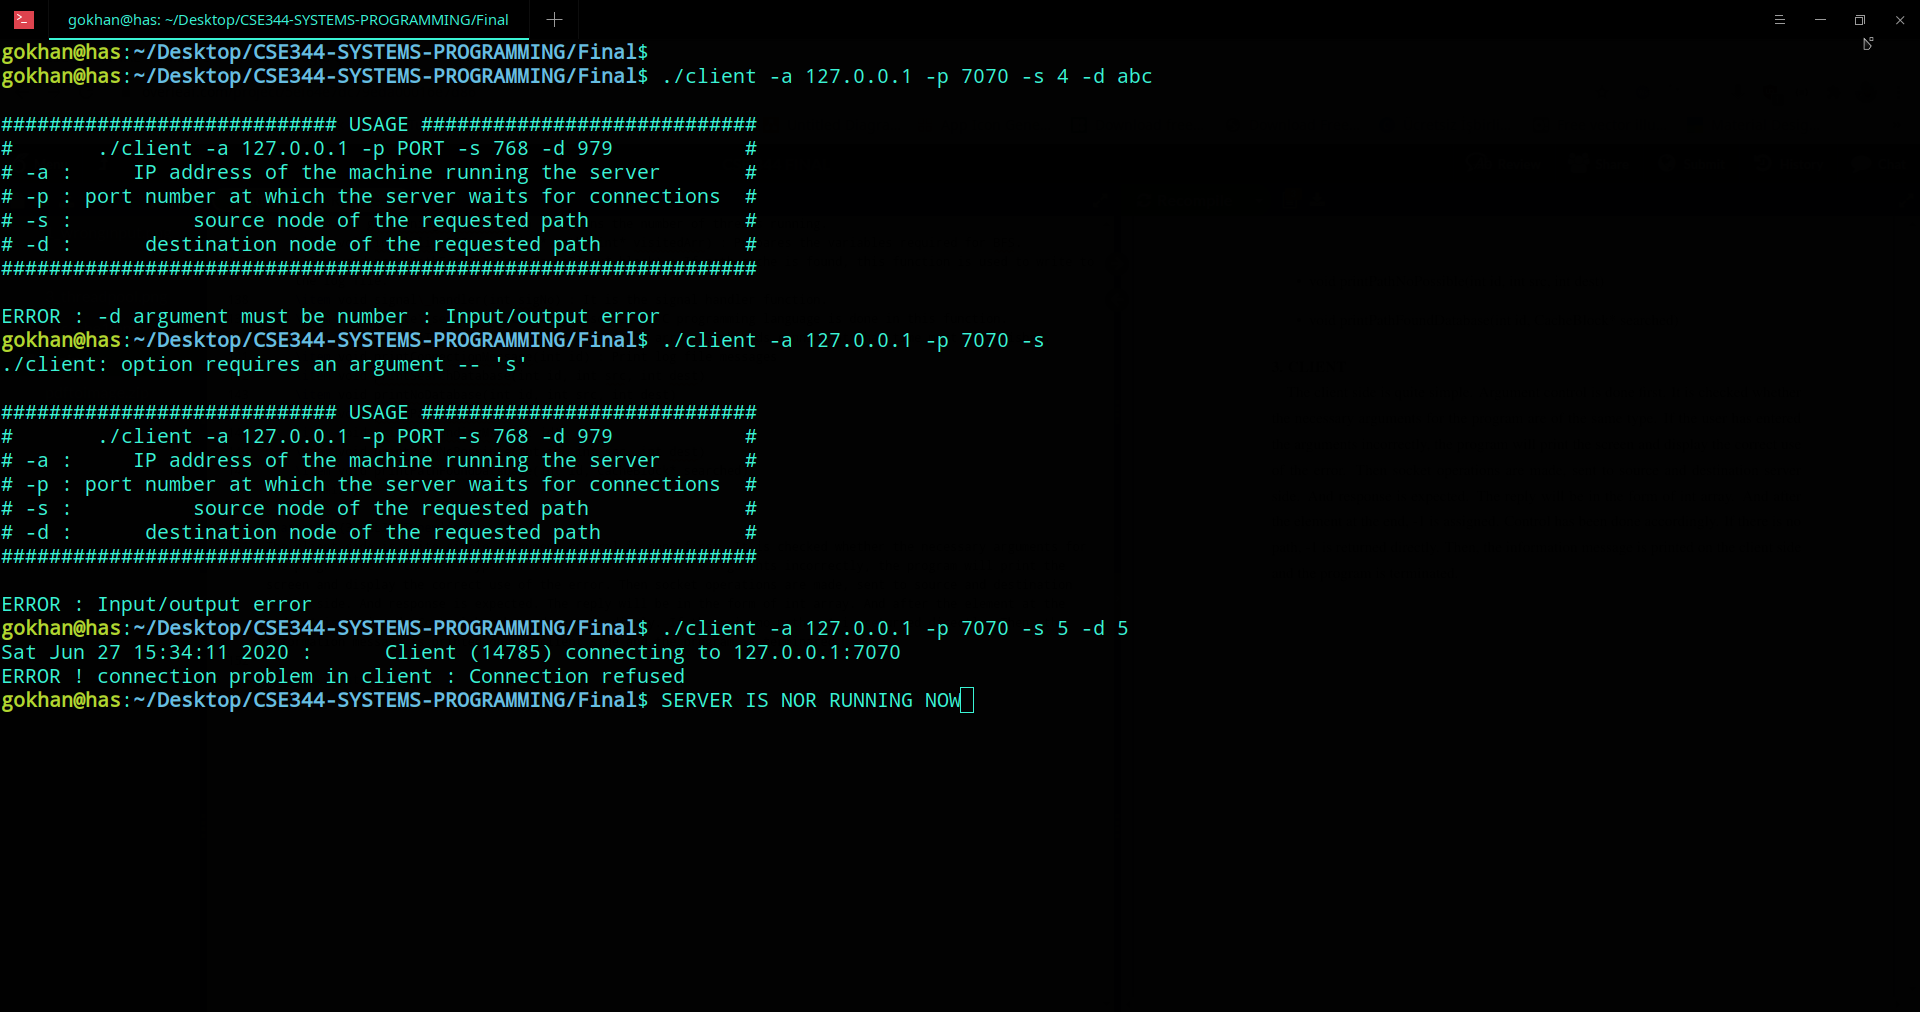 gokhan@has: ~/Desktop/CSE344-SYSTEMS-PROGRAMMING/Final
gokhan@has:~/Desktop/CSE344-SYSTEMS-PROGRAMMING/Final$
gokhan@has:~/Desktop/CSE344-SYSTEMS-PROGRAMMING/Final$ ./client -a 127.0.0.1 -p 7070 -s 4 -d abc
############################ USAGE ############################
#       ./client -a 127.0.0.1 -p PORT -s 768 -d 979           #
# -a :     IP address of the machine running the server       #
# -p : port number at which the server waits for connections  #
# -s :          source node of the requested path             #
# -d :      destination node of the requested path            #
###############################################################
ERROR : -d argument must be number : Input/output error
gokhan@has:~/Desktop/CSE344-SYSTEMS-PROGRAMMING/Final$ ./client -a 127.0.0.1 -p 7070 -s
./client: option requires an argument -- 's'
############################ USAGE ############################
#       ./client -a 127.0.0.1 -p PORT -s 768 -d 979           #
# -a :     IP address of the machine running the server       #
# -p : port number at which the server waits for connections  #
# -s :          source node of the requested path             #
# -d :      destination node of the requested path            #
###############################################################
ERROR : Input/output error
gokhan@has:~/Desktop/CSE344-SYSTEMS-PROGRAMMING/Final$ ./client -a 127.0.0.1 -p 7070 -s 5 -d 5
Sat Jun 27 15:34:11 2020 :      Client (14785) connecting to 127.0.0.1:7070
ERROR ! connection problem in client : Connection refused
gokhan@has:~/Desktop/CSE344-SYSTEMS-PROGRAMMING/Final$ SERVER IS NOR RUNNING NOW